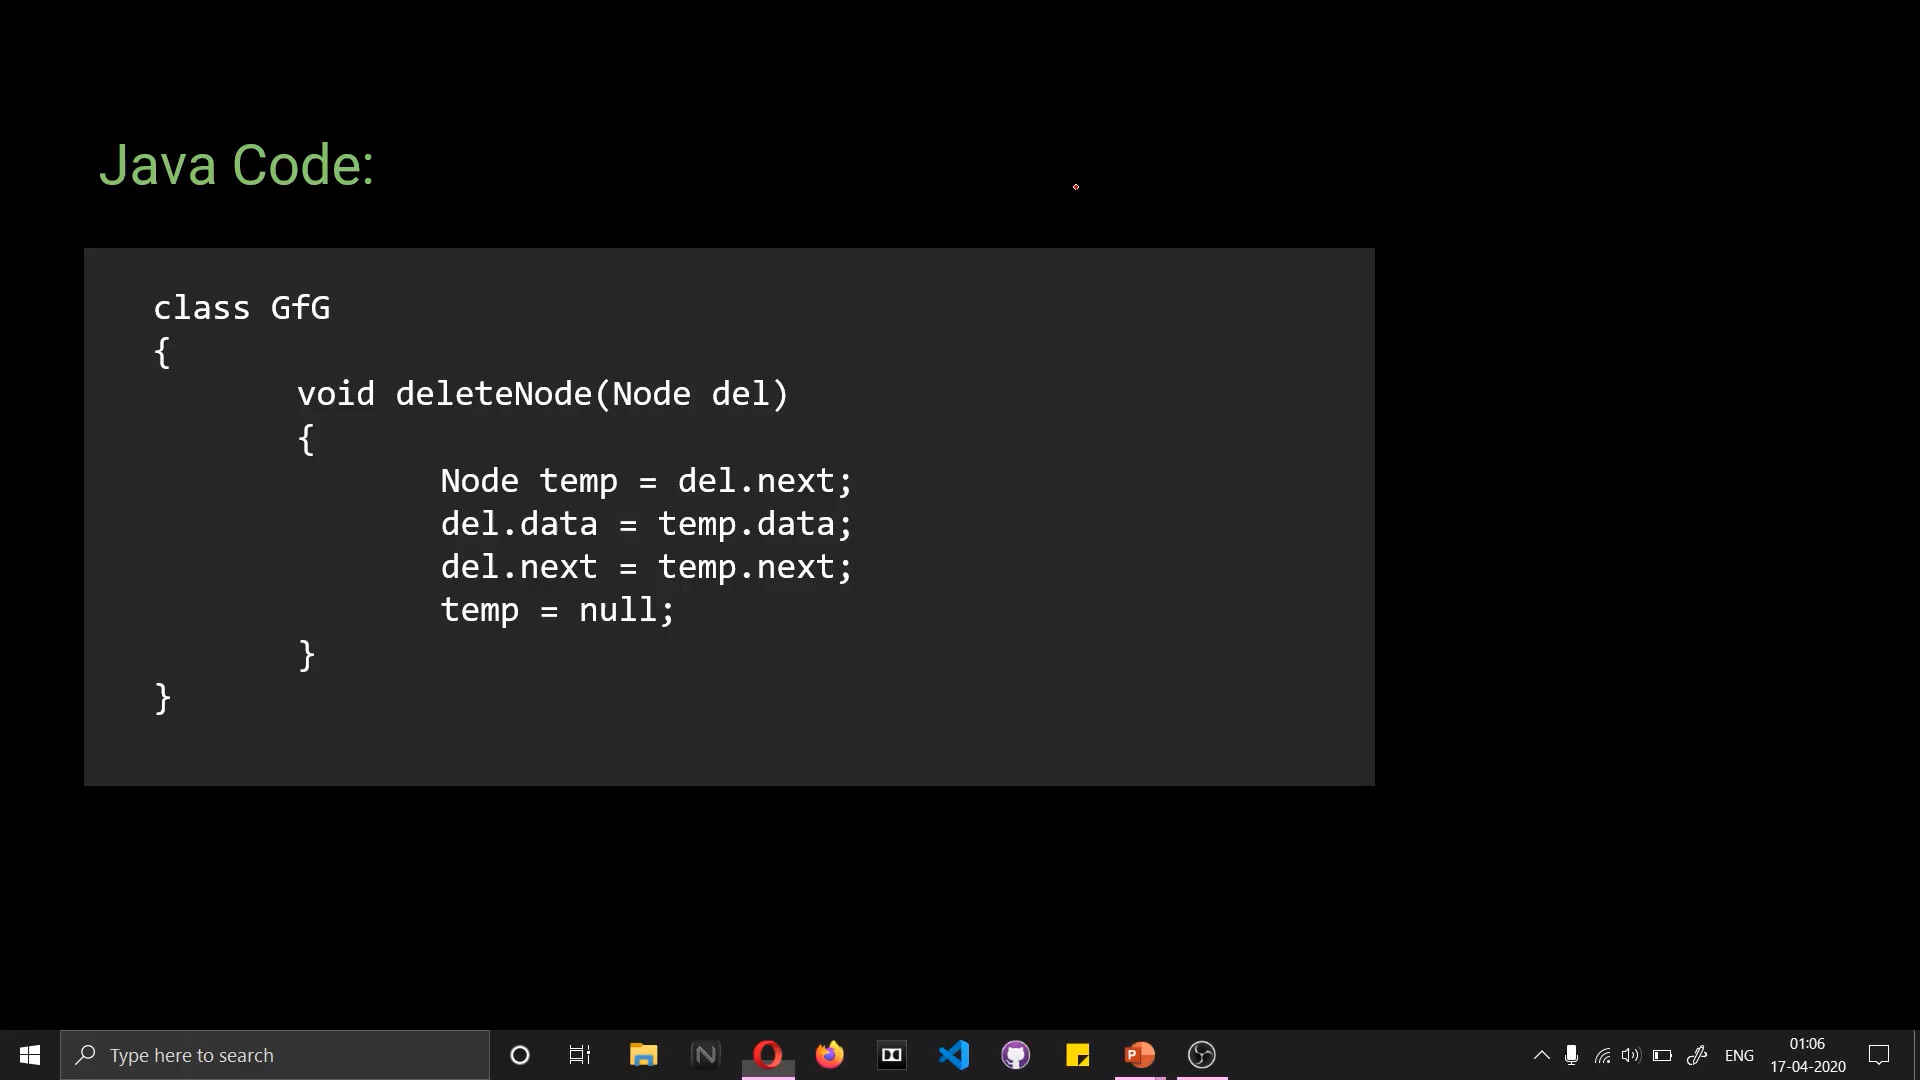 Java Code:
class GfG
{
void deleteNode(Node del)
{
Node temp = del.next;
del.data = temp.data;
del.next = temp.next;
temp = null;
}
}
Type here to search
N
P
ENG
01:06
17-04-2020